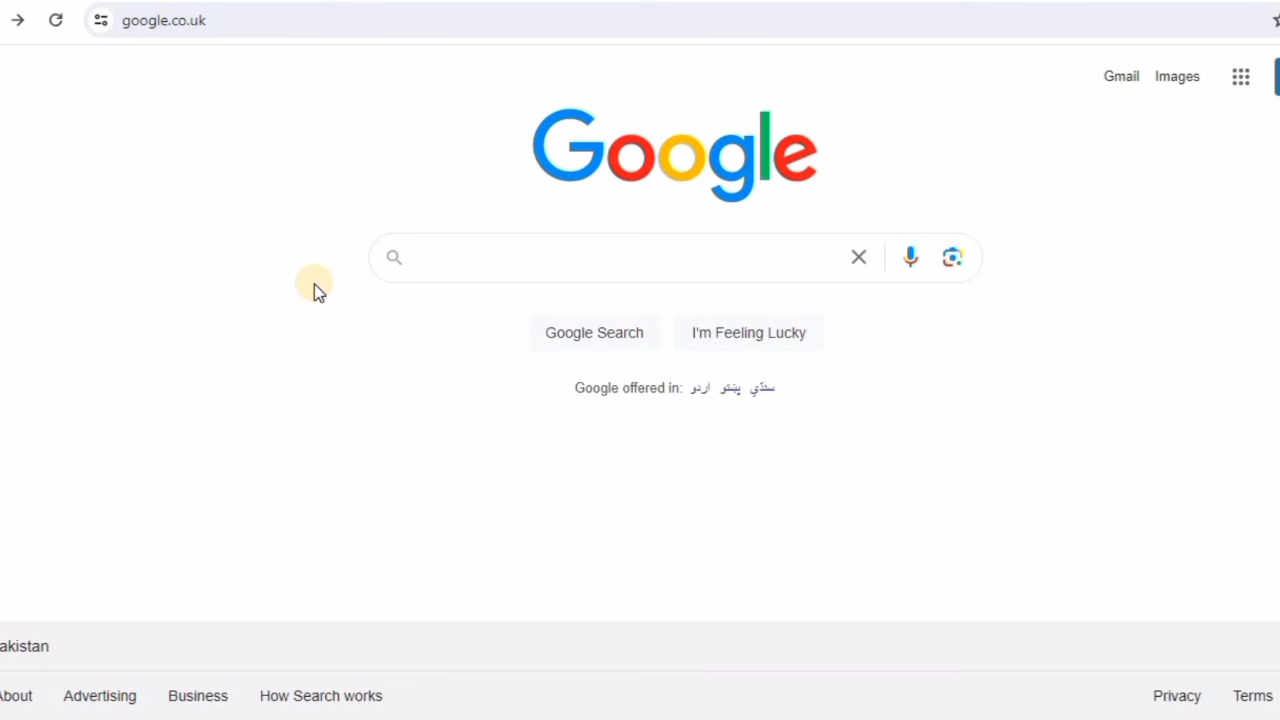 google.co.uk
Gmail Images
Google
Google Search I'm Feeling Lucky
Google offered in: اردو پښتو سنڌي
akistan
About Advertising Business How Search works
Privacy Terms